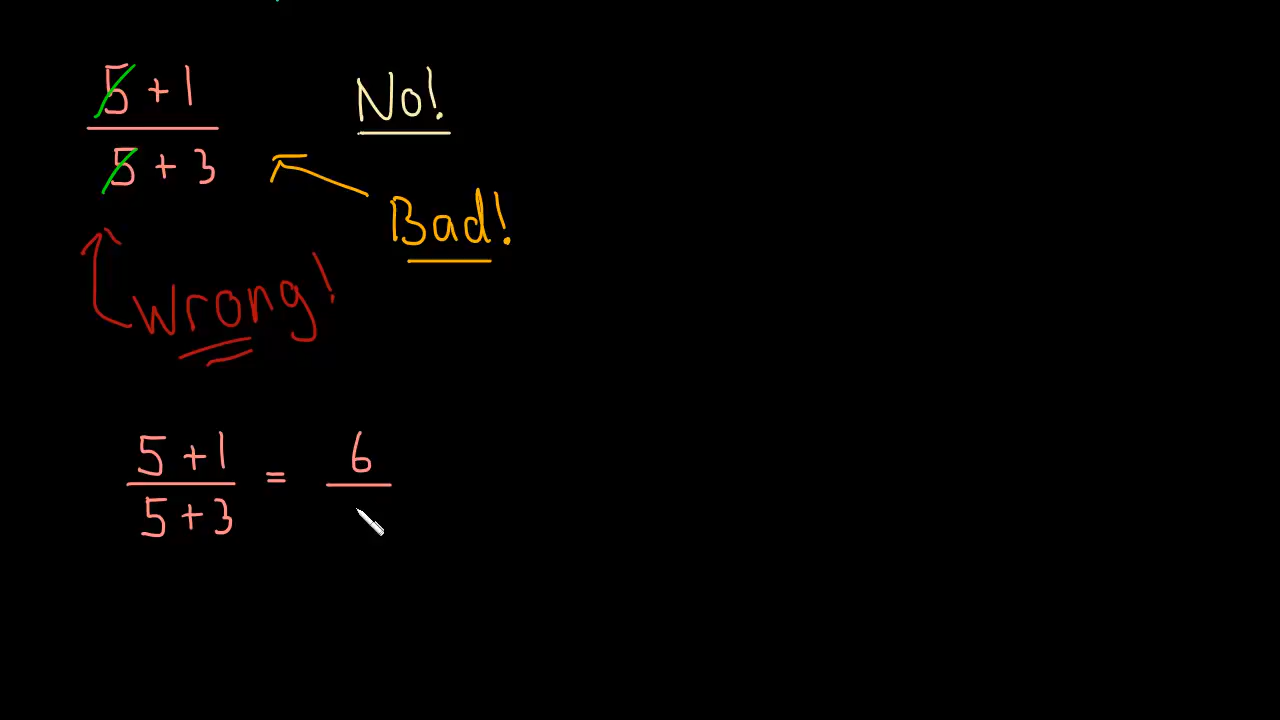 5 + 1
No!
5 + 3
Bad!
Wrong!
5 + 1 = 6
5 + 3